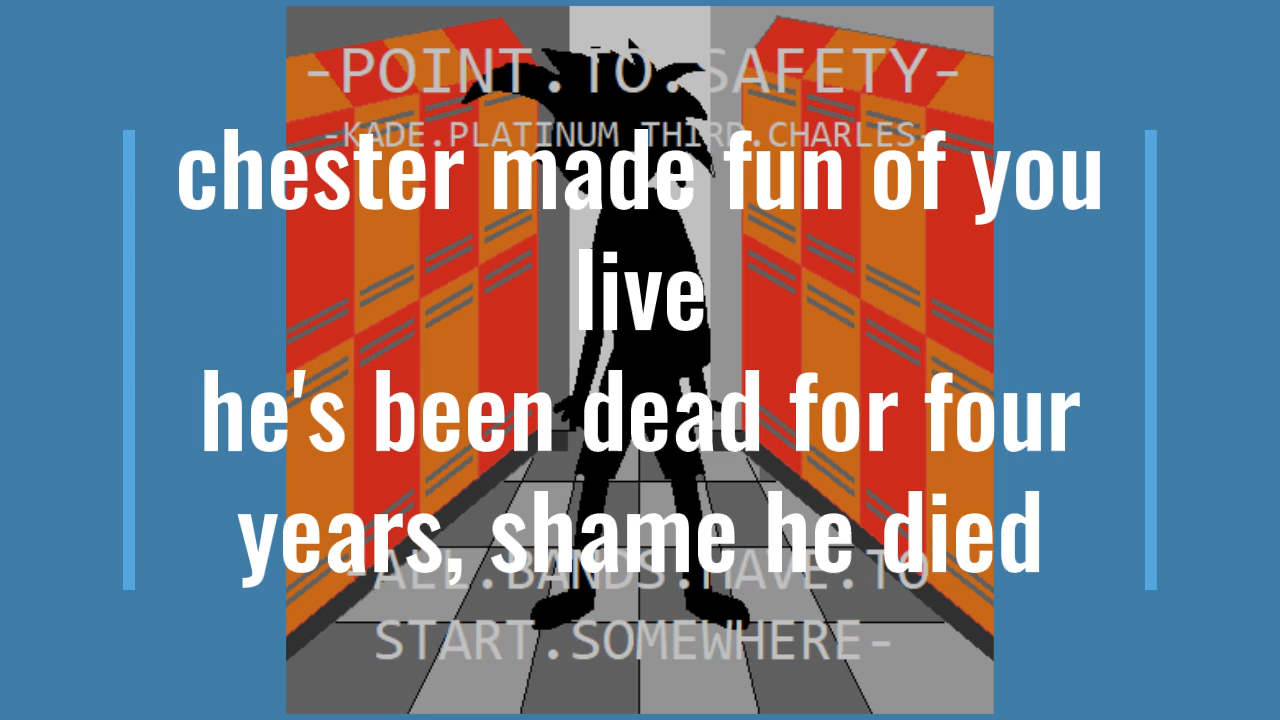 -POINT.TO.SAFETY-
-KADE.PLATINUM THIRD.CHARLES-
chester made fun of you
live
he's been dead for four
years, shame he died
-ALL.BANDS.HAVE.TO
START.SOMEWHERE-